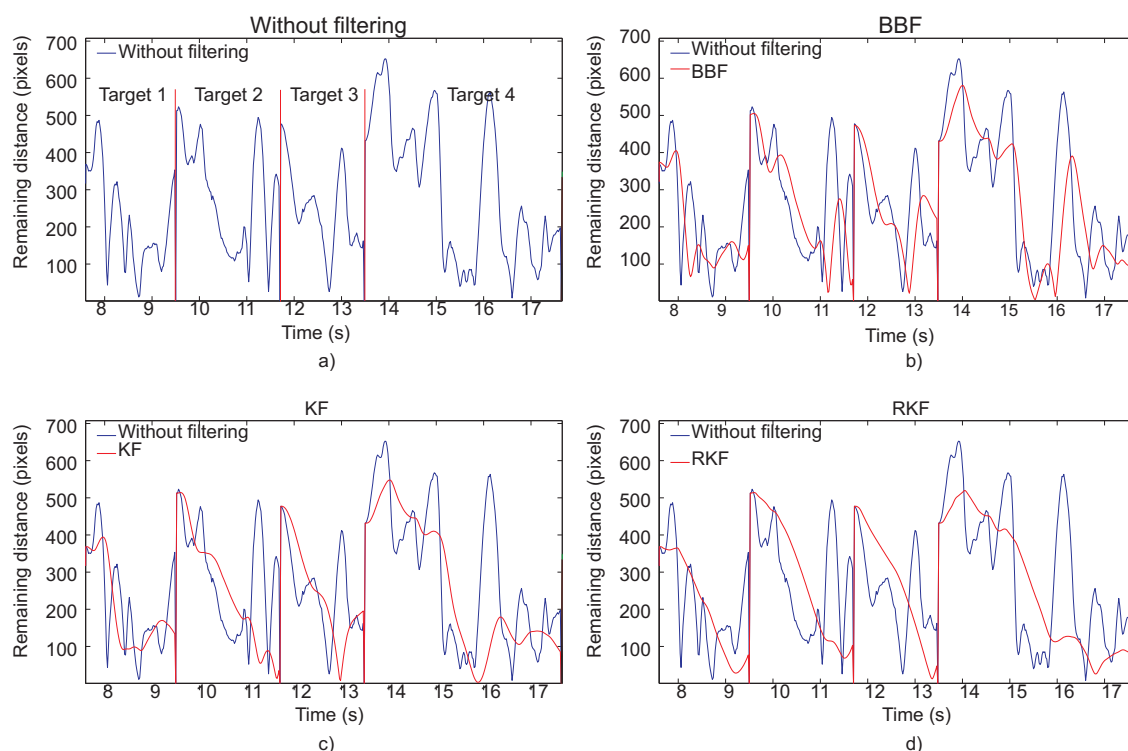 Without filtering
Remaining distance (pixels)
700
600
500
400
300
200
100
Without filtering
Target 1 Target 2 Target 3 Target 4
8 9 10 11 12 13 14 15 16 17
Time (s)
a)
BBF
Remaining distance (pixels)
700
600
500
400
300
200
100
Without filtering
BBF
8 9 10 11 12 13 14 15 16 17
Time (s)
b)
KF
Remaining distance (pixels)
700
600
500
400
300
200
100
Without filtering
KF
8 9 10 11 12 13 14 15 16 17
Time (s)
c)
RKF
Remaining distance (pixels)
700
600
500
400
300
200
100
Without filtering
RKF
8 9 10 11 12 13 14 15 16 17
Time (s)
d)